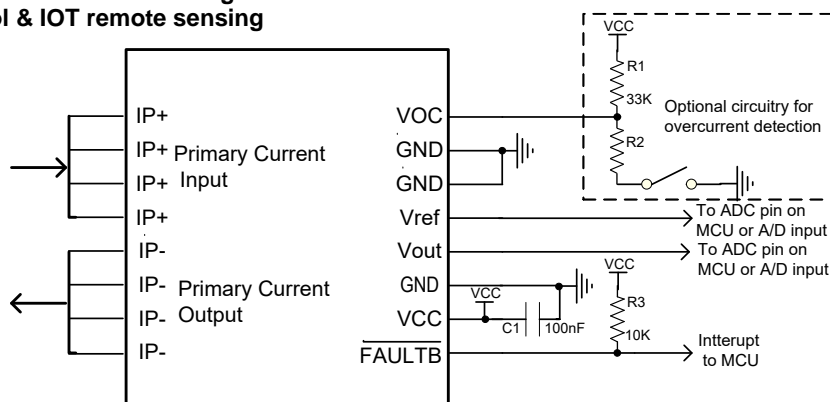 ol & IOT remote sensing
VCC
R1
33K
R2
Optional circuitry for
overcurrent detection
IP+
IP+
IP+
IP+
Primary Current
Input
IP-
IP-
IP-
IP-
Primary Current
Output
VOC
GND
GND
Vref
Vout
GND
VCC
FAULTB
To ADC pin on
MCU or A/D input
To ADC pin on
MCU or A/D input
VCC
C1
100nF
VCC
R3
10K
Intterupt
to MCU